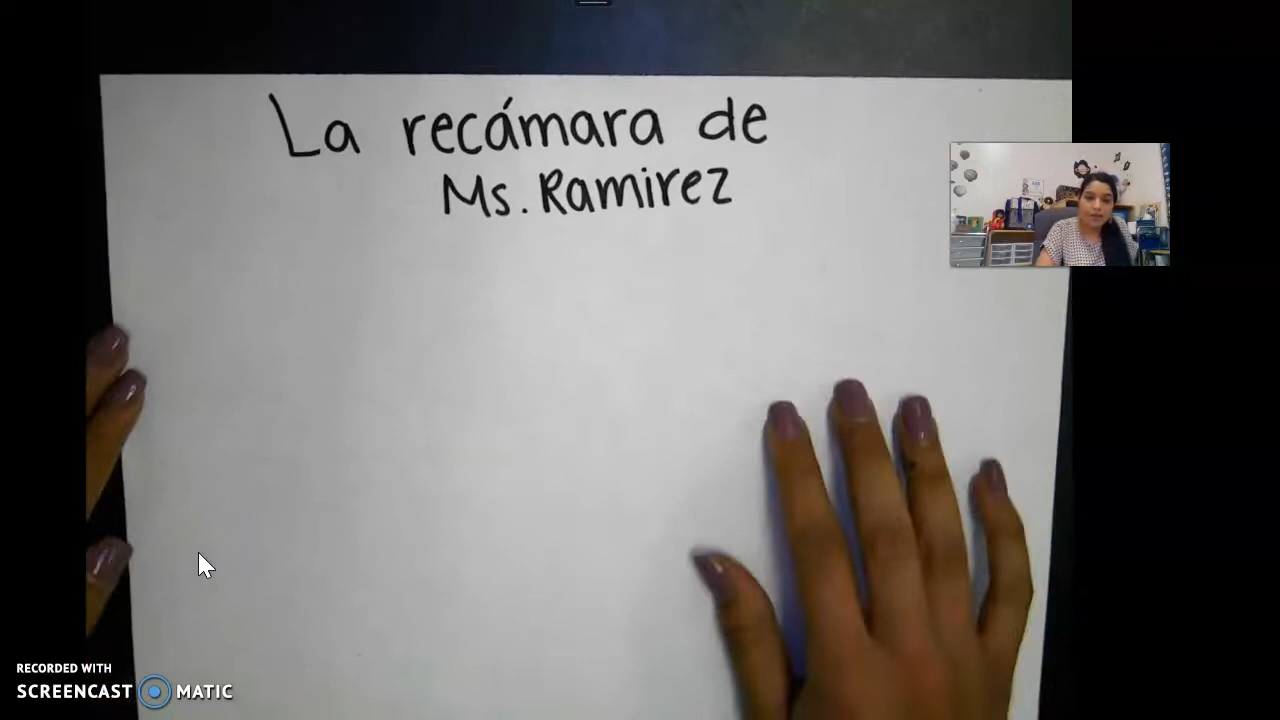 La recámara de
Ms. Ramirez
RECORDED WITH
SCREENCAST MATIC